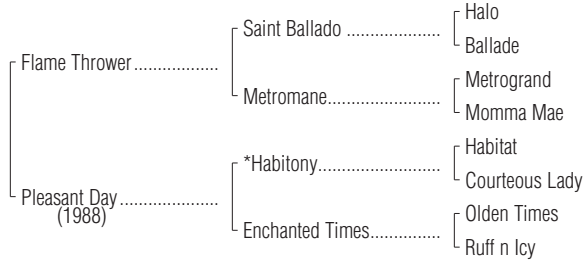 Halo
Saint Ballado ....................
Ballade
Flame Thrower..................
Metrogrand
Metromane........................
Momma Mae
Habitat
*Habitony..........................
Courteous Lady
Pleasant Day.....................
(1988)
Olden Times
Enchanted Times...............
Ruff n Icy